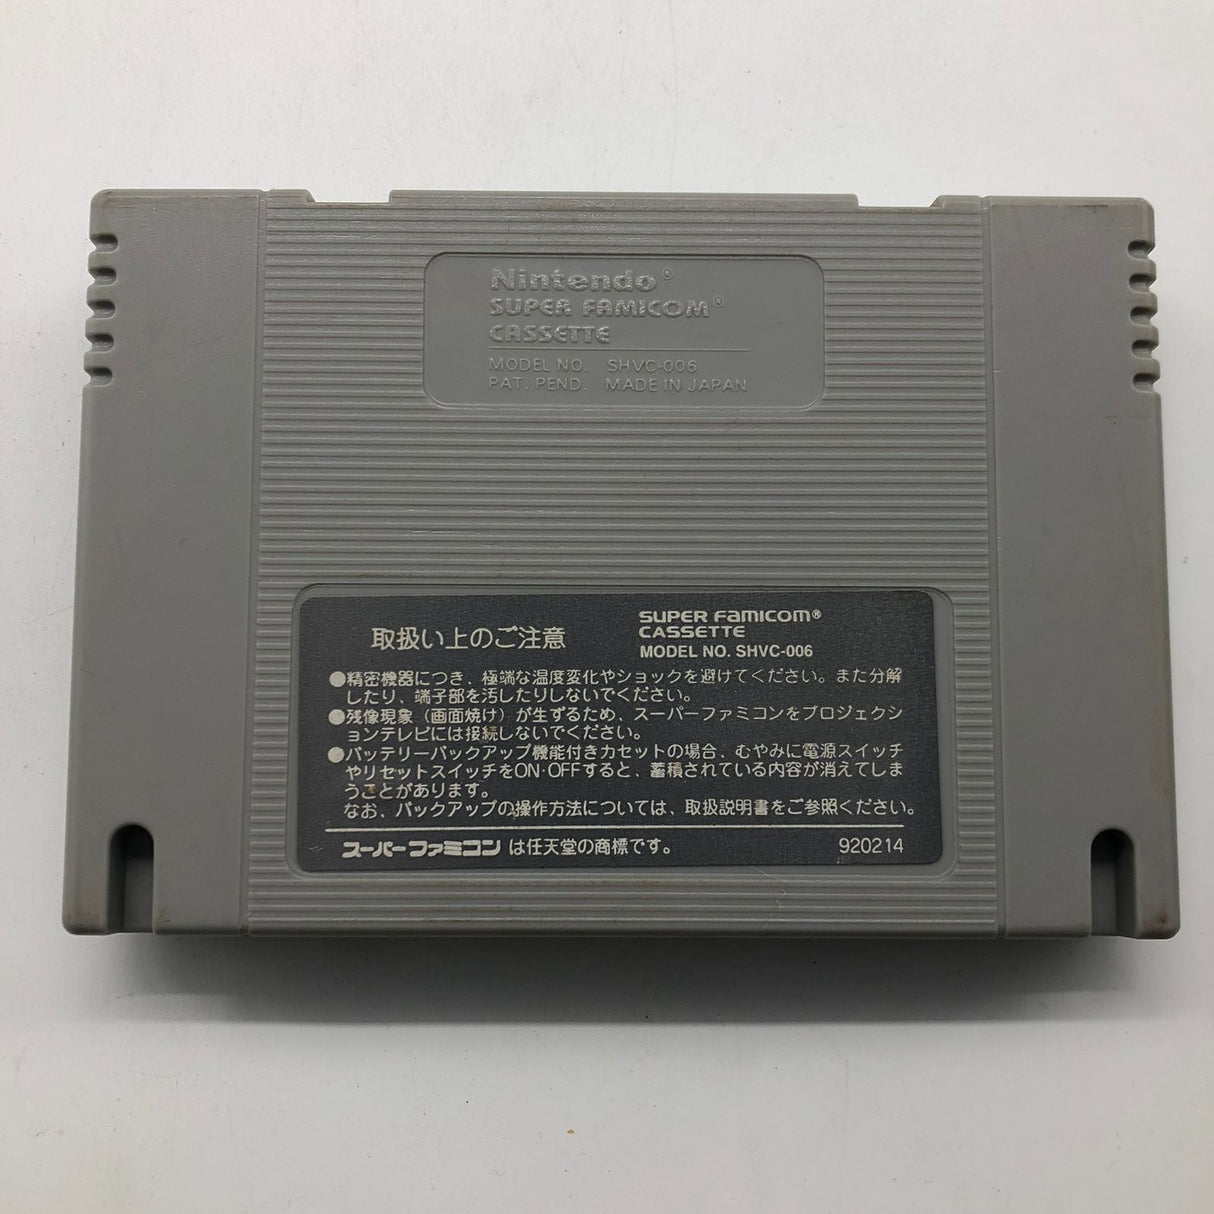 Nintendo®
SUPER FAMICOM®
CASSETTE
MODEL NO. SHVC-006
PAT. PEND. MADE IN JAPAN
取扱い上のご注意
SUPER FAMICOM®
CASSETTE
MODEL NO. SHVC-006
●精密機器につき、極端な温度変化やショックを避けてください。また分解
したり、端子部を汚したりしないでください。
●残像現象（画面焼け）が生ずるため、スーパーファミコンをプロジェクシ
ョンテレビには接続しないでください。
●バッテリーバックアップ機能付きカセットの場合、むやみに電源スイッチ
やリセットスイッチをON·OFFすると、蓄積されている内容が消えてしま
うことがあります。
なお、バックアップの操作方法については、取扱説明書をご参照ください。
スーパーファミコン は任天堂の商標です。
920214